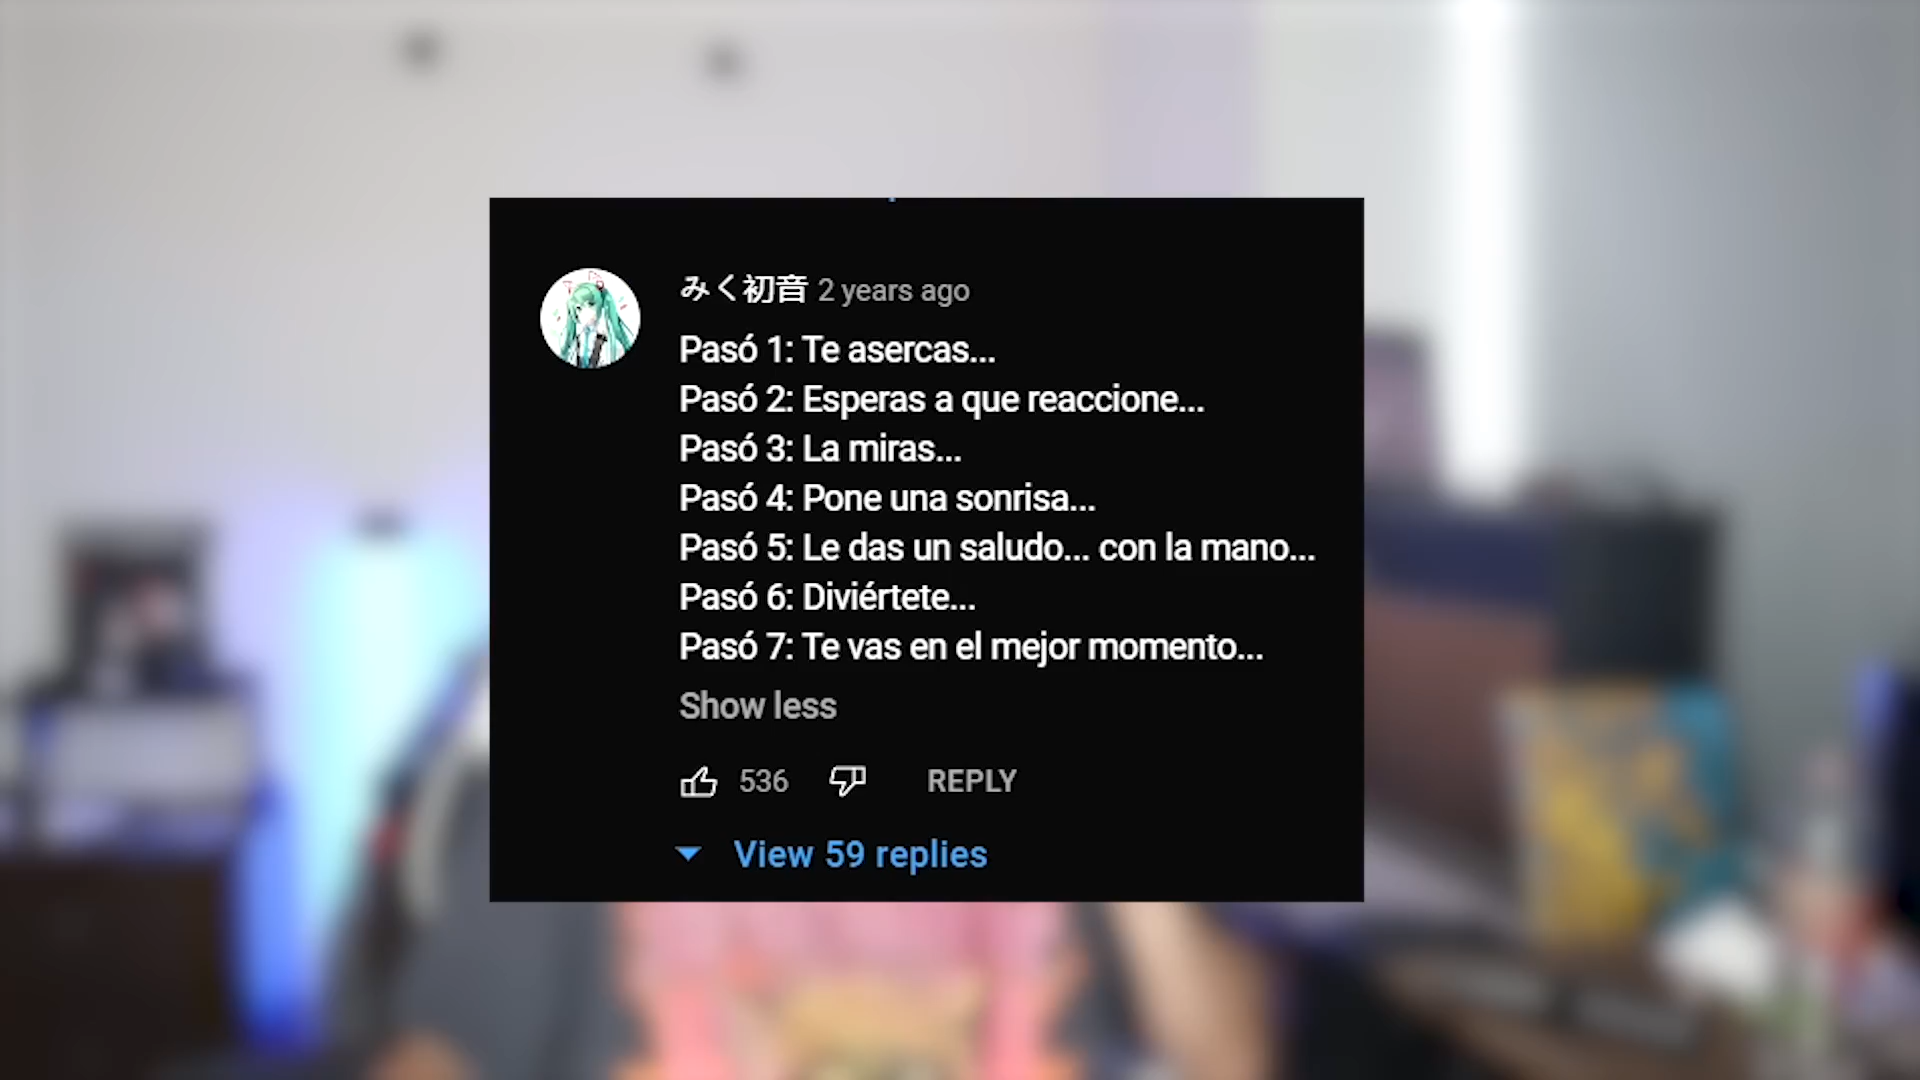 みく初音 2 years ago
Pasó 1: Te asercas...
Pasó 2: Esperas a que reaccione...
Pasó 3: La miras...
Pasó 4: Pone una sonrisa...
Pasó 5: Le das un saludo... con la mano...
Pasó 6: Diviértete...
Pasó 7: Te vas en el mejor momento...
Show less
536 REPLY
View 59 replies